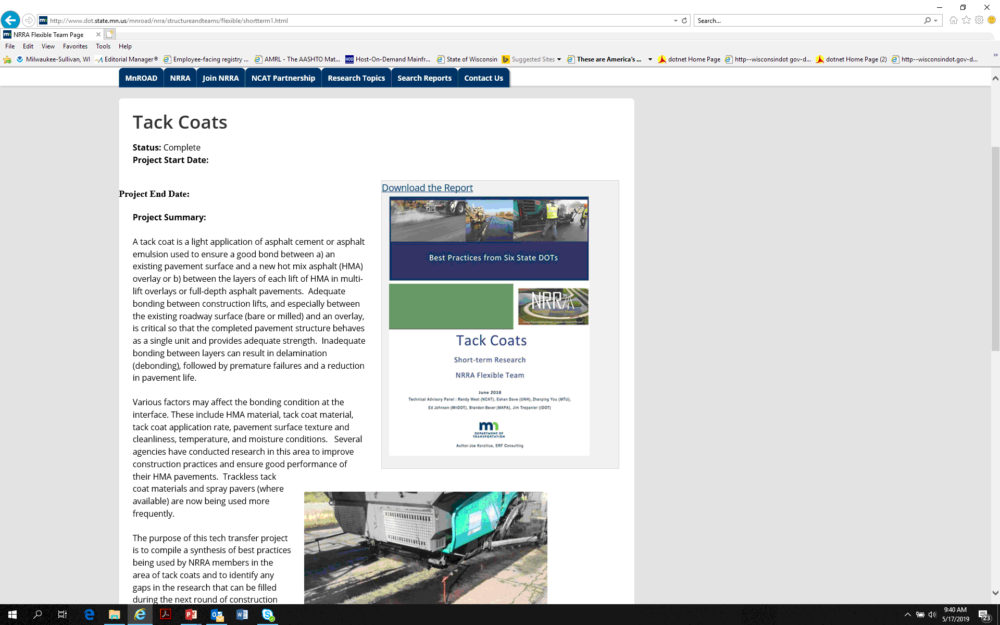 http://www.dot.state.mn.us/mnroad/nrra/structureandteams/flexible/shortterm1.html
Search...
NRRA Flexible Team Page
File Edit View Favorites Tools Help
Milwaukee-Sullivan, WI Editorial Manager® Employee-facing registry ... AMRL - The AASHTO Mat... HOD Host-On-Demand Mainfr... State of Wisconsin Suggested Sites These are America's ... dotnet Home Page http--wisconsindot gov-d... dotnet Home Page (2) http--wisconsindot.gov-d...
MnROAD NRRA Join NRRA NCAT Partnership Research Topics Search Reports Contact Us
Tack Coats
Status: Complete
Project Start Date:
Project End Date:
Project Summary:
A tack coat is a light application of asphalt cement or asphalt
emulsion used to ensure a good bond between a) an
existing pavement surface and a new hot mix asphalt (HMA)
overlay or b) between the layers of each lift of HMA in multi-
lift overlays or full-depth asphalt pavements. Adequate
bonding between construction lifts, and especially between
the existing roadway surface (bare or milled) and an overlay,
is critical so that the completed pavement structure behaves
as a single unit and provides adequate strength. Inadequate
bonding between layers can result in delamination
(debonding), followed by premature failures and a reduction
in pavement life.
Various factors may affect the bonding condition at the
interface. These include HMA material, tack coat material,
tack coat application rate, pavement surface texture and
cleanliness, temperature, and moisture conditions. Several
agencies have conducted research in this area to improve
construction practices and ensure good performance of
their HMA pavements. Trackless tack
coat materials and spray pavers (where
available) are now being used more
frequently.
The purpose of this tech transfer project
is to compile a synthesis of best practices
being used by NRRA members in the
area of tack coats and to identify any
gaps in the research that can be filled
during the next round of construction
Download the Report
Best Practices from Six State DOTs
NRRA
Tack Coats
Short-term Research
NRRA Flexible Team
June 2018
Technical Advisory Panel : Randy West (NCAT), Eshan Dave (UNH), Zhanping You (MTU),
Ed Johnson (MnDOT), Brandon Bever (MAPA), Jim Trepanier (IDOT)
mn
DEPARTMENT OF
TRANSPORTATION
Author:Joe Korzilius, SRF Consulting
9:40 AM
5/17/2019
23